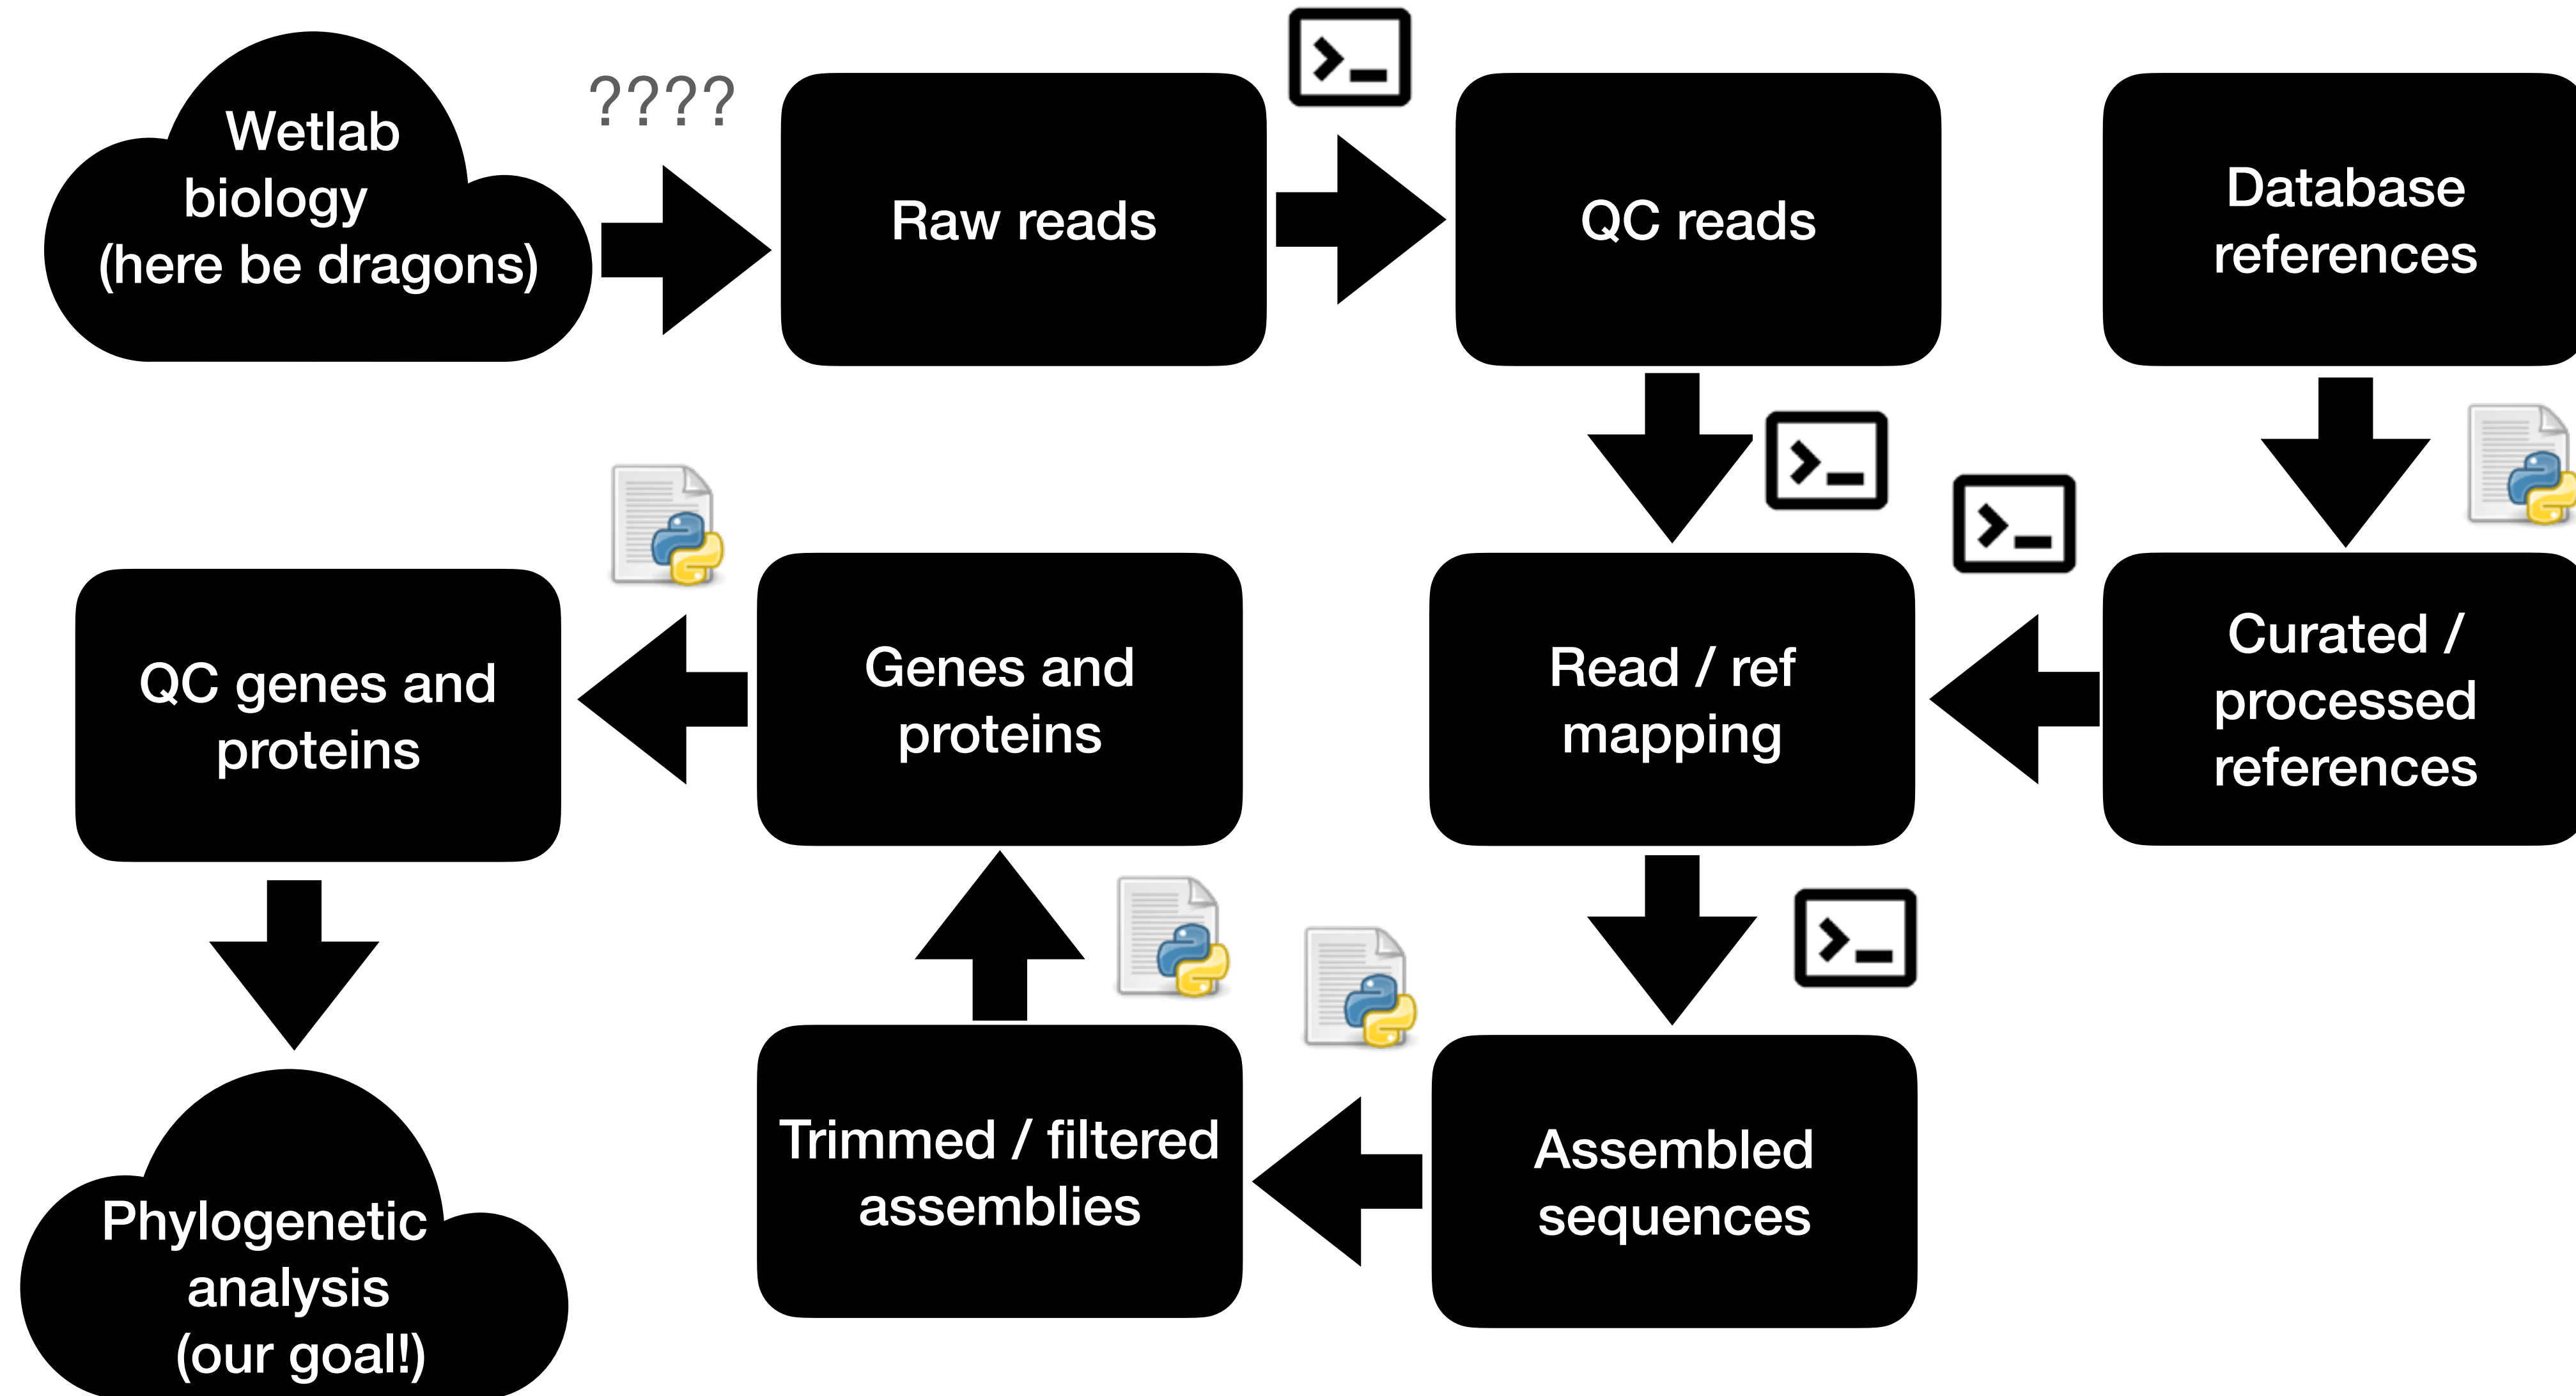 Wetlab
biology
(here be dragons)
????
Raw reads
>_
QC reads
Database
references
>_
>_
QC genes and
proteins
Genes and
proteins
Read / ref
mapping
Curated /
processed
references
>_
Phylogenetic
analysis
(our goal!)
Trimmed / filtered
assemblies
Assembled
sequences